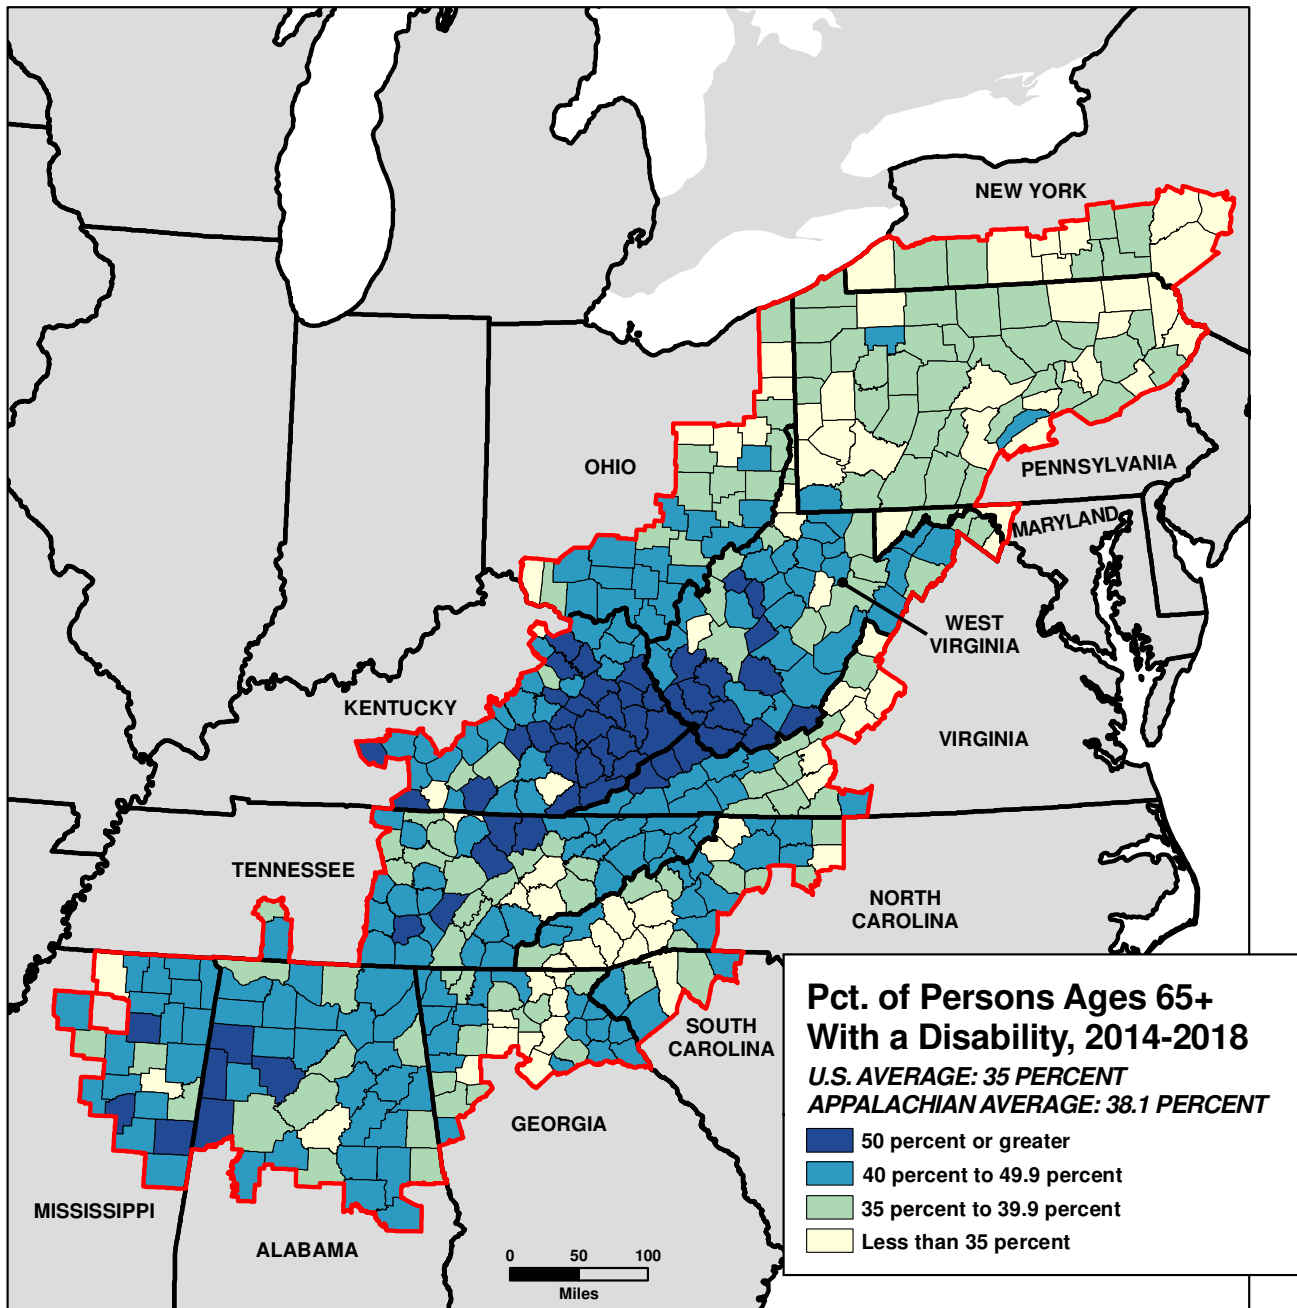 NEW YORK
OHIO
PENNSYLVANIA
MARYLAND
WEST
VIRGINIA
KENTUCKY
VIRGINIA
TENNESSEE
NORTH
CAROLINA
Pct. of Persons Ages 65+
With a Disability, 2014-2018
U.S. AVERAGE: 35 PERCENT
APPALACHIAN AVERAGE: 38.1 PERCENT
50 percent or greater
40 percent to 49.9 percent
35 percent to 39.9 percent
Less than 35 percent
SOUTH
CAROLINA
GEORGIA
MISSISSIPPI
ALABAMA
0 50 100
Miles